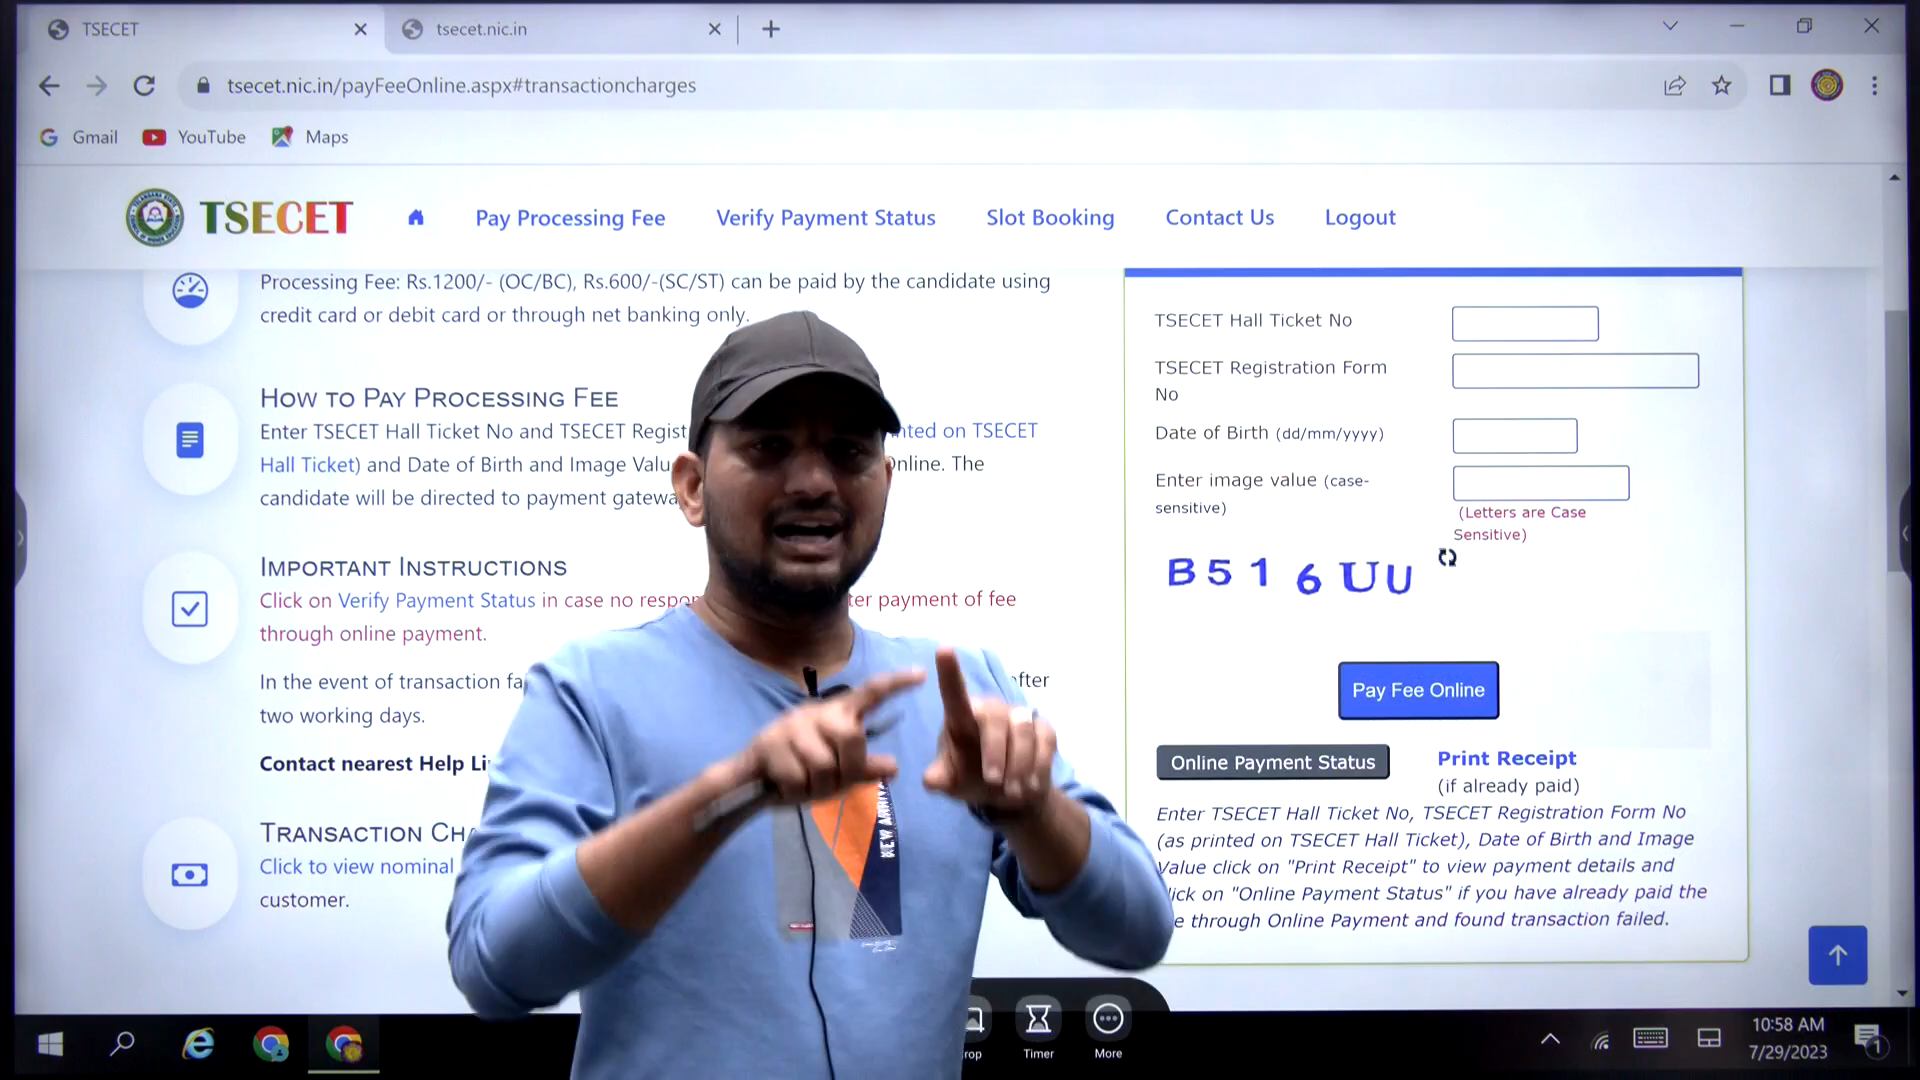 TSECET
tsecet.nic.in
tsecet.nic.in/payFeeOnline.aspx#transactioncharges
Gmail YouTube Maps
TSECET Pay Processing Fee Verify Payment Status Slot Booking Contact Us Logout
Processing Fee: Rs.1200/- (OC/BC), Rs.600/-(SC/ST) can be paid by the candidate using
credit card or debit card or through net banking only.
How to Pay Processing Fee
Enter TSECET Hall Ticket No and TSECET Regist nted on TSECET
Hall Ticket) and Date of Birth and Image Valu Online. The
candidate will be directed to payment gatewa
Important Instructions
Click on Verify Payment Status in case no respon ter payment of fee
through online payment.
In the event of transaction fa after
two working days.
Contact nearest Help Li
Transaction Cha
Click to view nominal
customer.
TSECET Hall Ticket No
TSECET Registration Form
No
Date of Birth (dd/mm/yyyy)
Enter image value (case-
sensitive)
(Letters are Case
Sensitive)
B516UU
Pay Fee Online
Online Payment Status Print Receipt
(if already paid)
Enter TSECET Hall Ticket No, TSECET Registration Form No
(as printed on TSECET Hall Ticket), Date of Birth and Image
Value click on "Print Receipt" to view payment details and
lick on "Online Payment Status" if you have already paid the
e through Online Payment and found transaction failed.
NEW ARRIV
rop Timer More
10:58 AM
7/29/2023
1